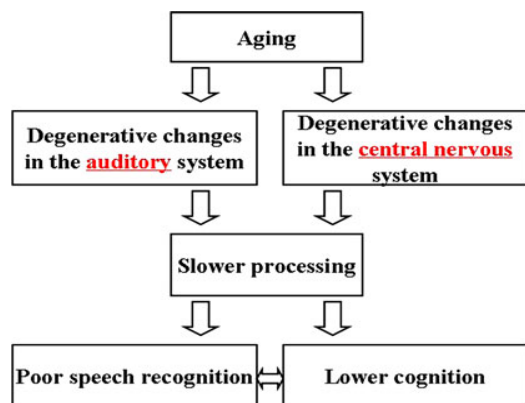 Aging
Degenerative changes
in the auditory system
Degenerative changes
in the central nervous
system
Slower processing
Poor speech recognition
Lower cognition